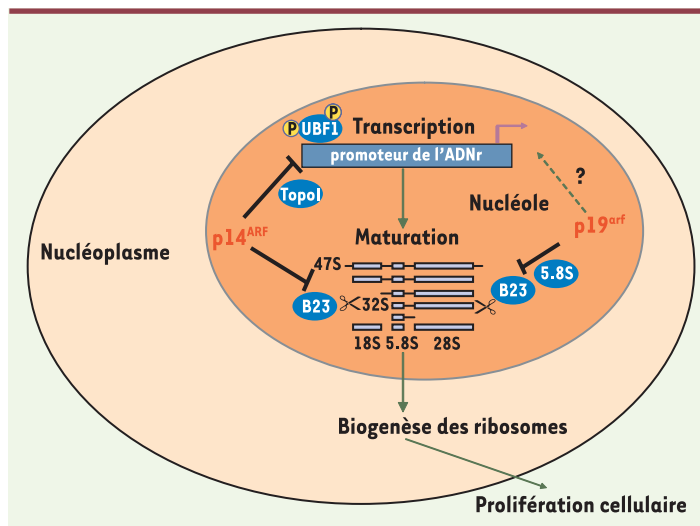 P
P UBF1 Transcription
promoteur de l'ADNr
TopoI
?
Nucléole
p14ARF
p19arf
Nucléoplasme
Maturation
47S
5.8S
B23
B23
32S
18S 5.8S 28S
Biogenèse des ribosomes
Prolifération cellulaire